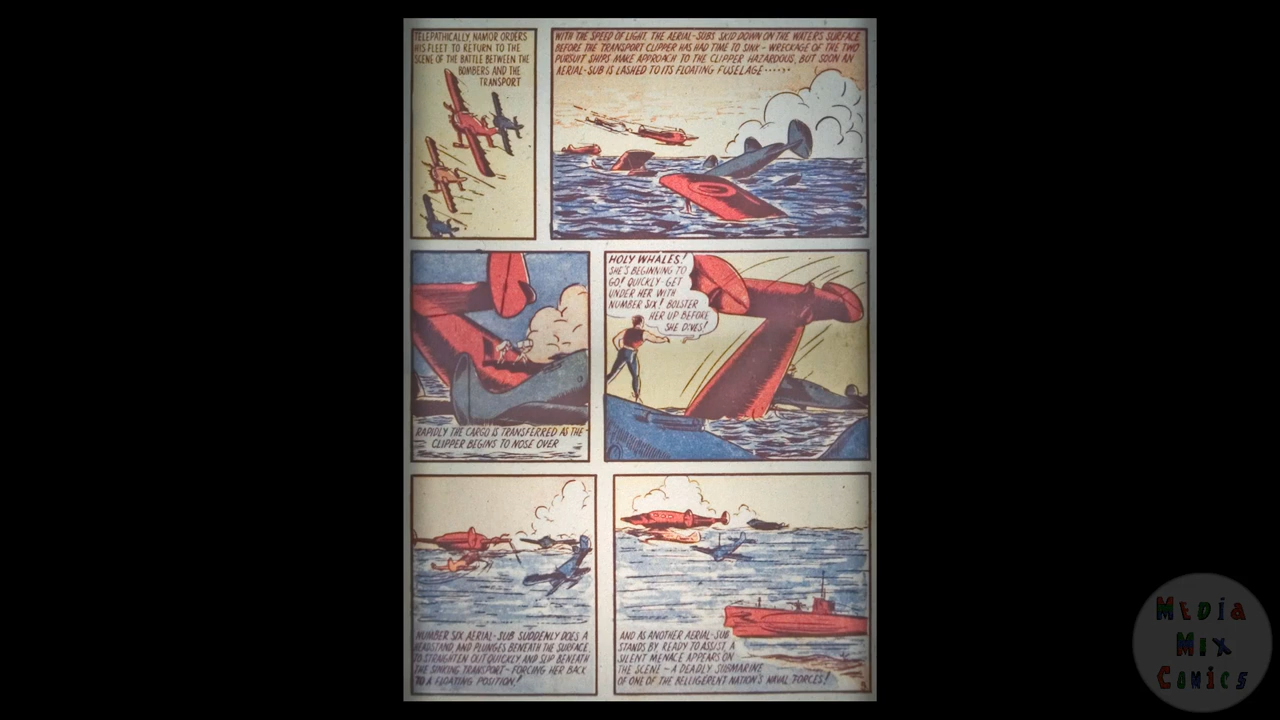 TELEPATHICALLY, NAMOR ORDERS
HIS FLEET TO RETURN TO THE
SCENE OF THE BATTLE BETWEEN THE
BOMBERS AND THE
TRANSPORT
WITH THE SPEED OF LIGHT, THE AERIAL-SUBS SKID DOWN ON THE WATERS SURFACE
BEFORE THE TRANSPORT CLIPPER HAS HAD TIME TO SINK - WRECKAGE OF THE TWO
PURSUIT SHIPS MAKE APPROACH TO THE CLIPPER HAZARDOUS, BUT SOON AN
AERIAL-SUB IS LASHED TO ITS FLOATING FUSELAGE
RAPIDLY THE CARGO IS TRANSFERRED AS THE
CLIPPER BEGINS TO NOSE OVER
HOLY WHALES!
SHE'S BEGINNING TO
GO! QUICKLY-GET
UNDER HER WITH
NUMBER SIX! BOLSTER
HER UP BEFORE
SHE DIVES!
NUMBER SIX AERIAL-SUB SUDDENLY DOES A
HEADSTAND, AND PLUNGES BENEATH THE SURFACE,
TO STRAIGHTEN OUT QUICKLY AND SLIP BENEATH
THE SINKING TRANSPORT - FORCING HER BACK
TO A FLOATING POSITION!
AND AS ANOTHER AERIAL-SUB
STANDS BY READY TO ASSIST, A
SILENT MENACE APPEARS ON
THE SCENE - A DEADLY SUBMARINE
OF ONE OF THE BELLIGERENT NATION'S NAVAL FORCES!
MEDIA
MIX
COMICS